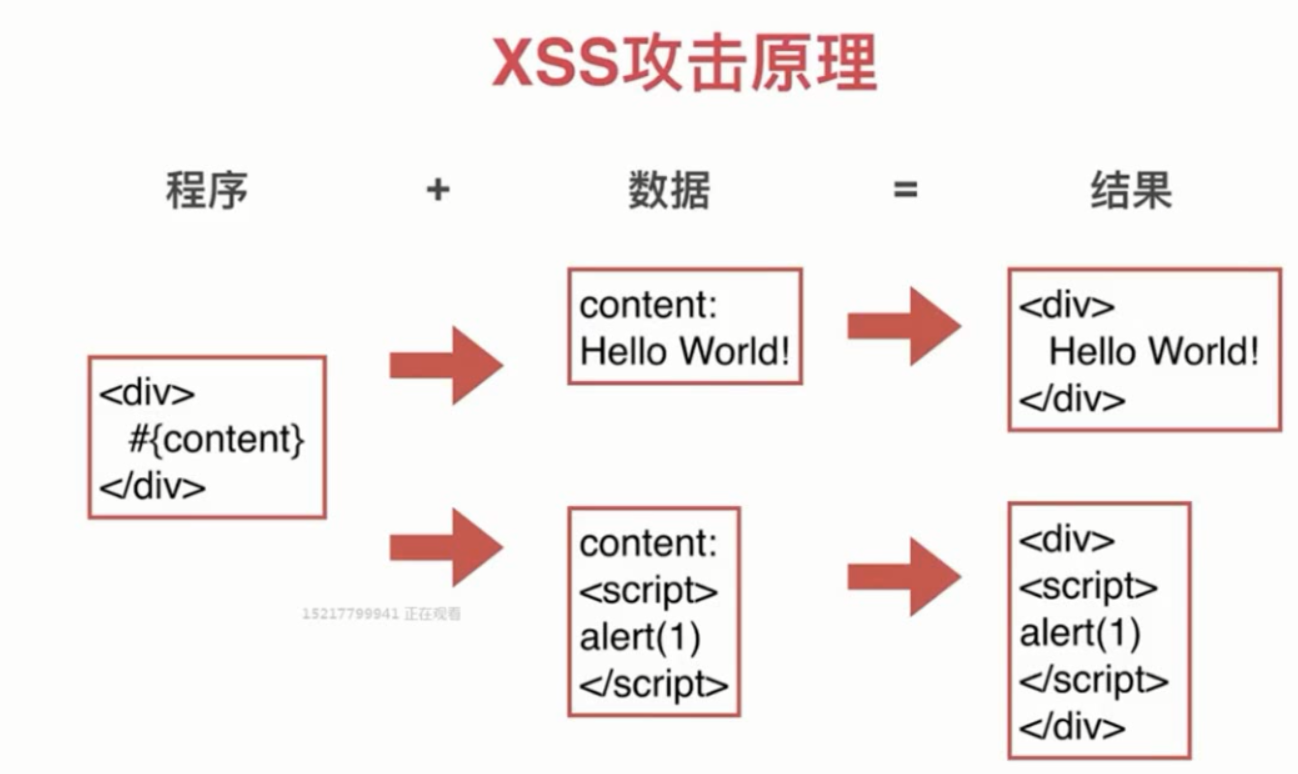 XSS攻击原理
程序 + 数据 = 结果
<div>
#{content}
</div>
content:
Hello World!
<div>
Hello World!
</div>
content:
<script>
alert(1)
</script>
<div>
<script>
alert(1)
</script>
</div>
15217799941 正在观看